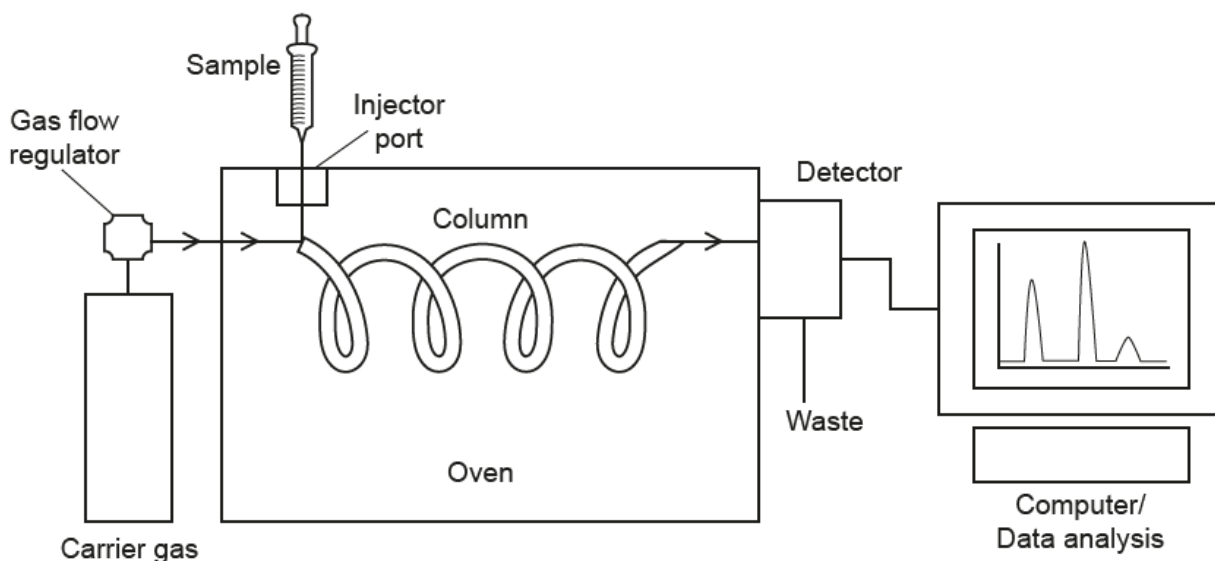 Sample
Injector
port
Gas flow
regulator
Detector
Column
Waste
Oven
Computer/
Data analysis
Carrier gas